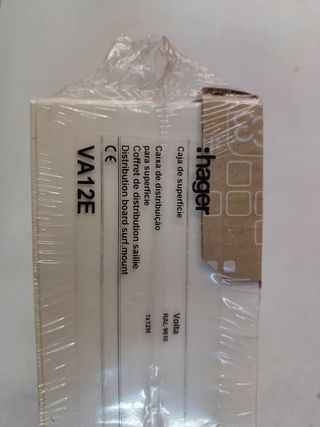 :hager
Caja de superficie
Volta
RAL 9010
Caixa de distribuição
para superfície
1x12M
Coffret de distribution saillie
Distribution board surf.mount
CE
VA12E